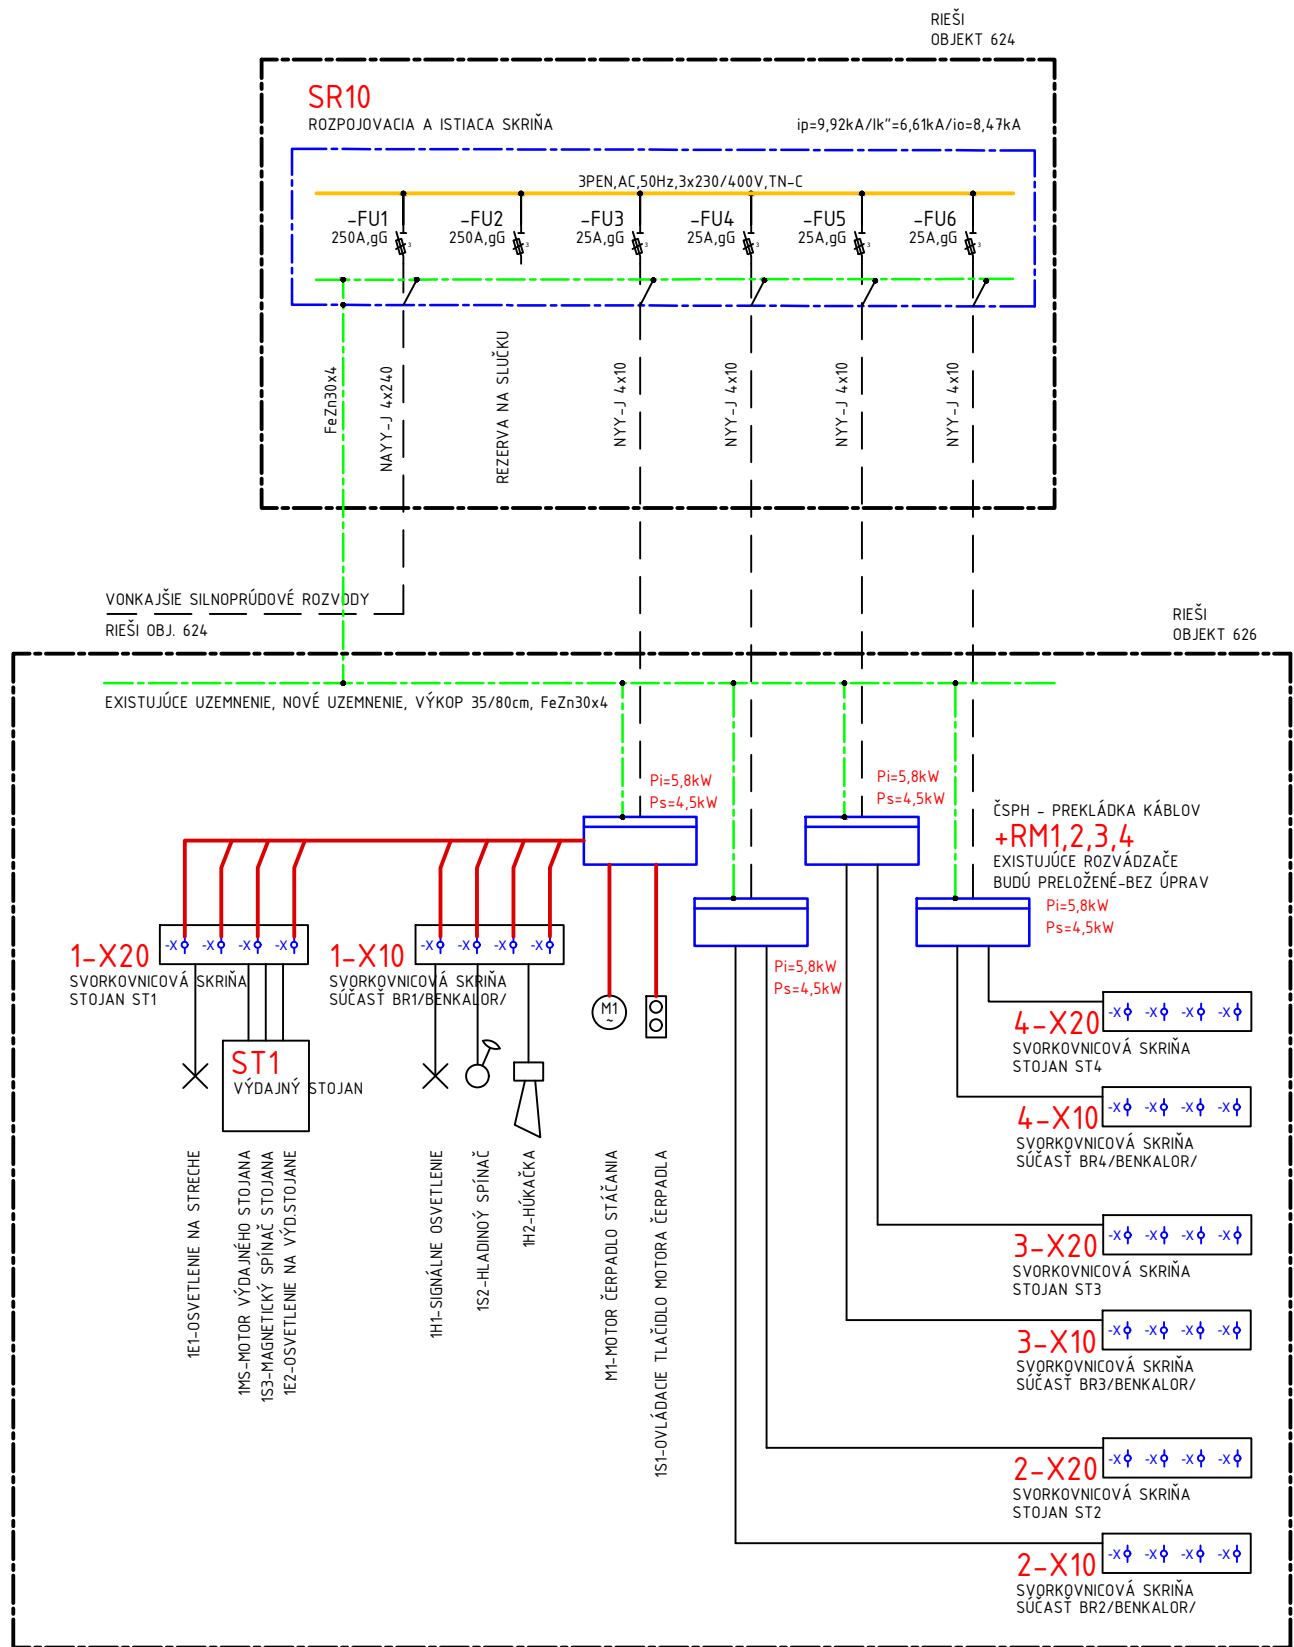 RIEŠI
OBJEKT 624
SR10
ROZPOJOVACIA A ISTIACA SKRIŇA
ip=9,92kA/Ik"=6,61kA/io=8,47kA
3PEN,AC,50Hz,3x230/400V,TN-C
-FU1
250A,gG
3
-FU2
250A,gG
3
-FU3
25A,gG
3
-FU4
25A,gG
3
-FU5
25A,gG
3
-FU6
25A,gG
3
FeZn30x4
NAYY-J 4x240
REZERVA NA SLUČKU
NYY-J 4x10
NYY-J 4x10
NYY-J 4x10
NYY-J 4x10
VONKAJŠIE SILNOPRÚDOVÉ ROZVODY
RIEŠI OBJ. 624
RIEŠI
OBJEKT 626
EXISTUJÚCE UZEMNENIE, NOVÉ UZEMNENIE, VÝKOP 35/80cm, FeZn30x4
Pi=5,8kW
Ps=4,5kW
Pi=5,8kW
Ps=4,5kW
ČSPH - PREKLÁDKA KÁBLOV
+RM1,2,3,4
EXISTUJÚCE ROZVÁDZAČE
BUDÚ PRELOŽENÉ-BEZ ÚPRAV
Pi=5,8kW
Ps=4,5kW
Pi=5,8kW
Ps=4,5kW
-X -X -X -X
1-X20
SVORKOVNICOVÁ SKRIŇA
STOJAN ST1
-X -X -X -X
1-X10
SVORKOVNICOVÁ SKRIŇA
SÚČASŤ BR1/BENKALOR/
M1
~
ST1
VÝDAJNÝ STOJAN
1E1-OSVETLENIE NA STRECHE
1MS-MOTOR VÝDAJNÉHO STOJANA
1S3-MAGNETICKÝ SPÍNAČ STOJANA
1E2-OSVETLENIE NA VÝD.STOJANE
1H1-SIGNÁLNE OSVETLENIE
1S2-HLADINOÝ SPÍNAČ
1H2-HÚKAČKA
M1-MOTOR ČERPADLO STÁČANIA
1S1-OVLÁDACIE TLAČIDLO MOTORA ČERPADLA
4-X20
-X -X -X -X
SVORKOVNICOVÁ SKRIŇA
STOJAN ST4
4-X10
-X -X -X -X
SVORKOVNICOVÁ SKRIŇA
SÚČASŤ BR4/BENKALOR/
3-X20
-X -X -X -X
SVORKOVNICOVÁ SKRIŇA
STOJAN ST3
3-X10
-X -X -X -X
SVORKOVNICOVÁ SKRIŇA
SÚČASŤ BR3/BENKALOR/
2-X20
-X -X -X -X
SVORKOVNICOVÁ SKRIŇA
STOJAN ST2
2-X10
-X -X -X -X
SVORKOVNICOVÁ SKRIŇA
SÚČASŤ BR2/BENKALOR/